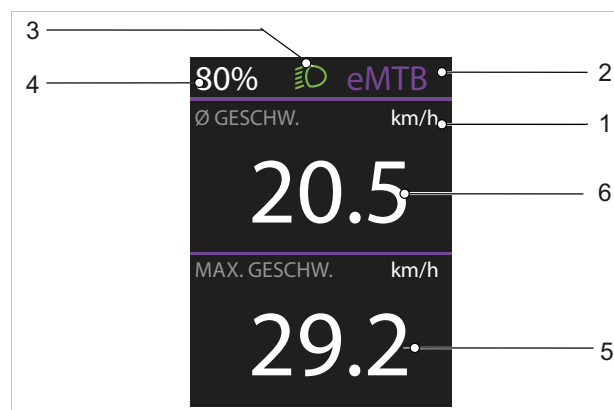 3
80% eMTB 2
4
Ø GESCHW. km/h 1
20.5 6
MAX. GESCHW. km/h
29.2 5